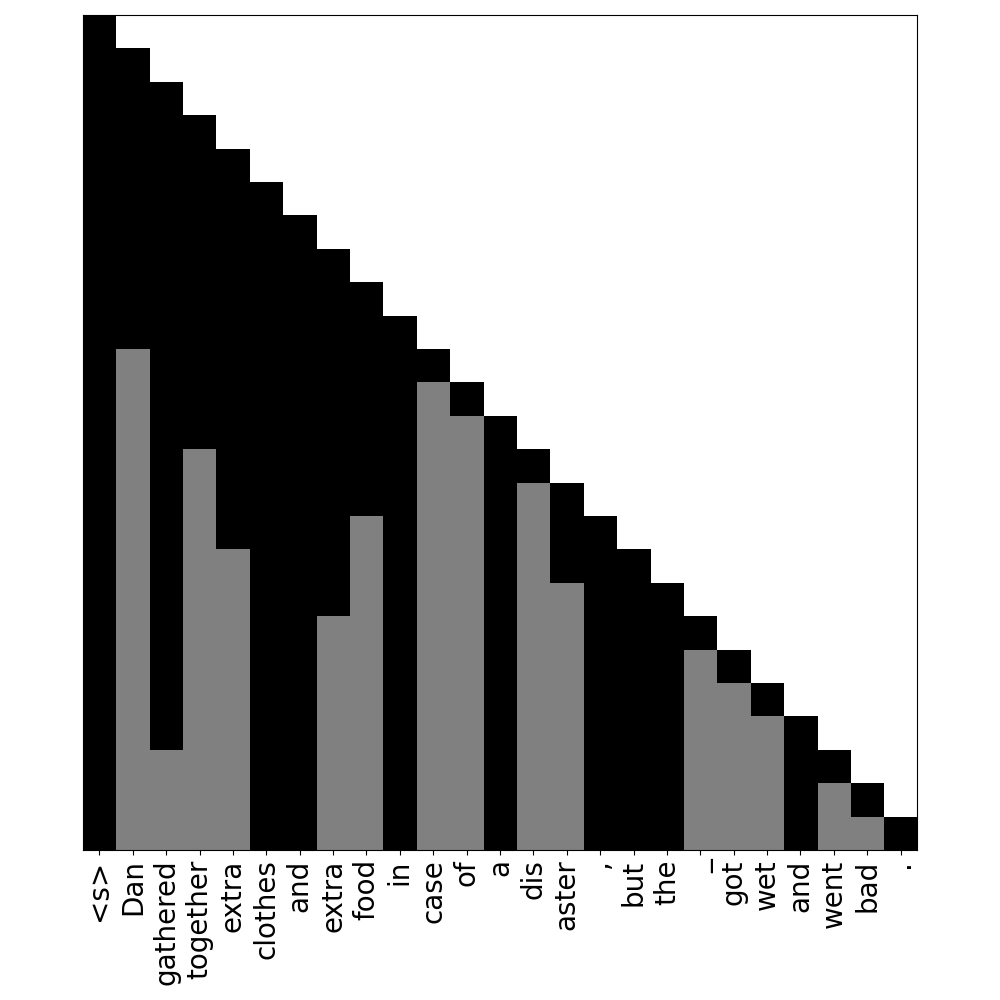 <s> Dan gathered together extra clothes and extra food in case of a dis aster , but the _ got wet and went bad .